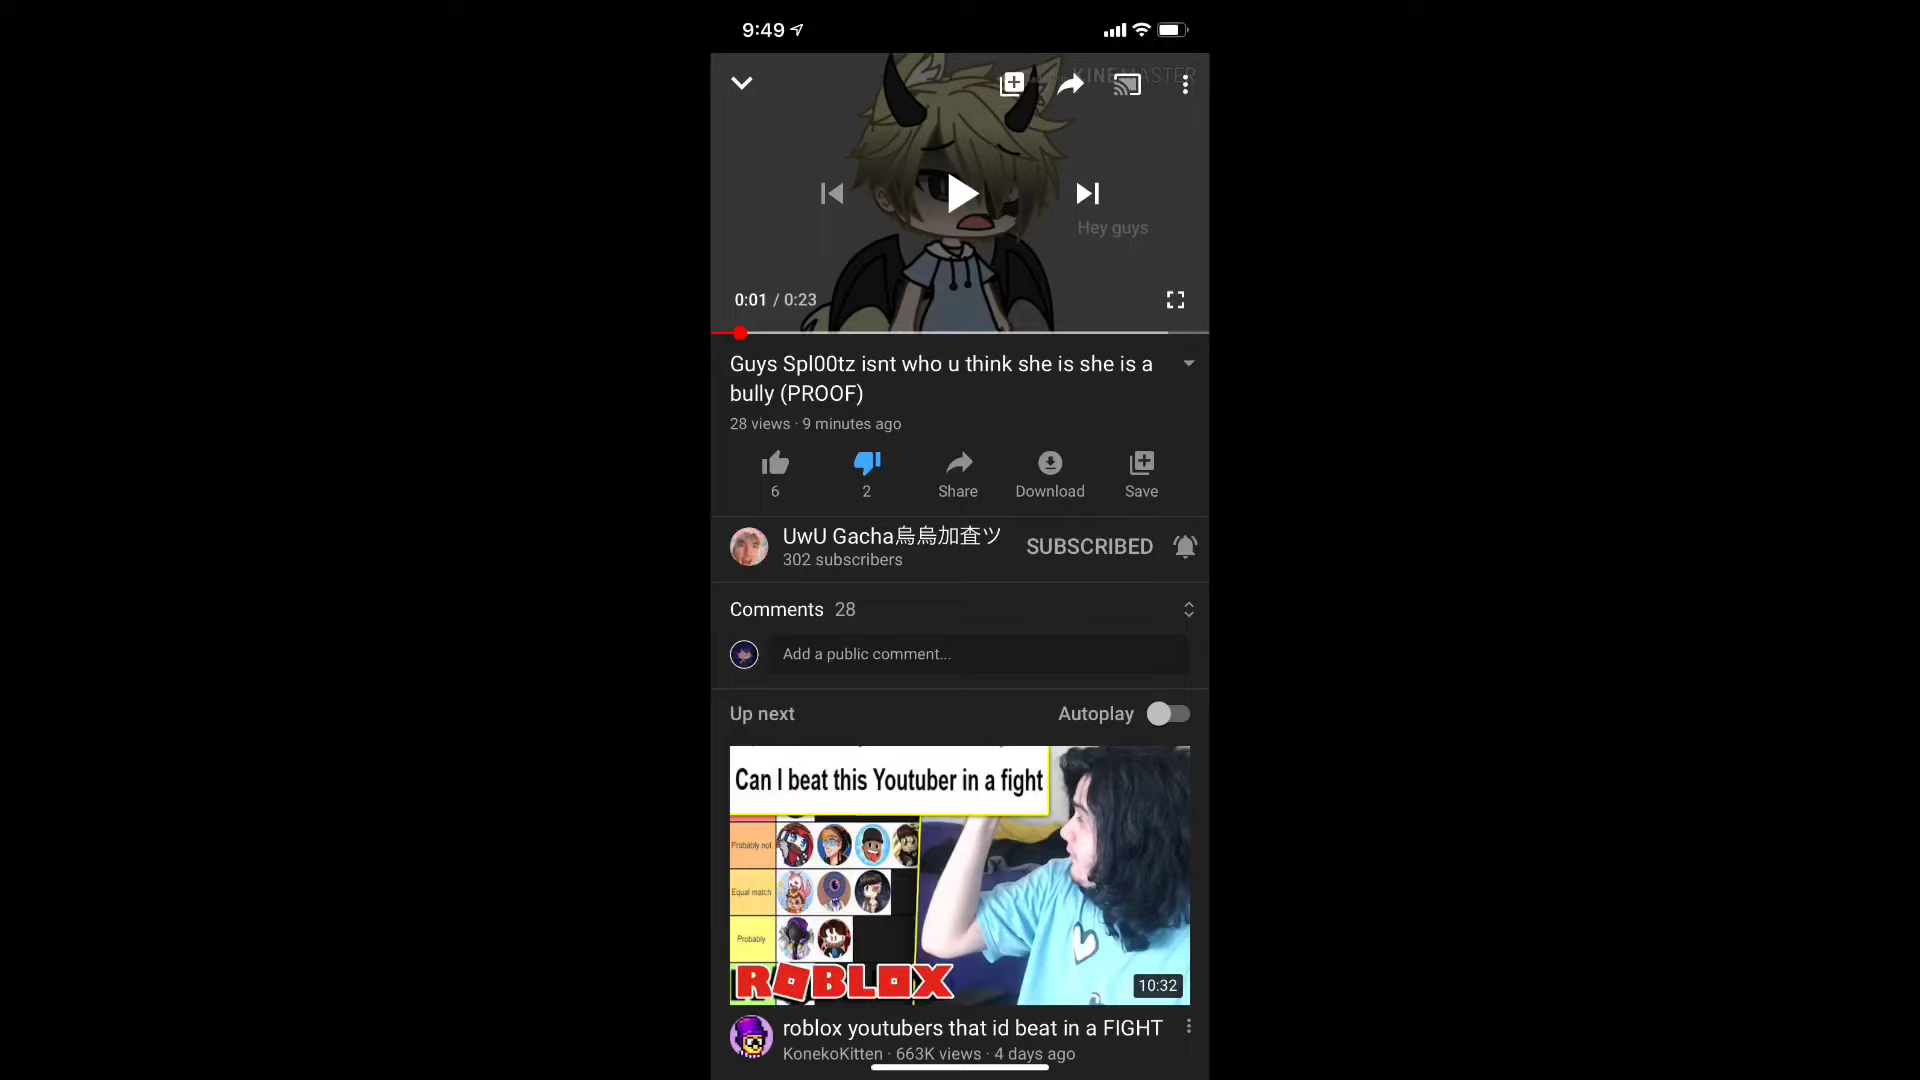 9:49
KINEMASTER
Hey guys
0:01 / 0:23
Guys Spl00tz isnt who u think she is she is a
bully (PROOF)
28 views · 9 minutes ago
6
2
Share
Download
Save
UwU Gacha烏烏加査ツ
302 subscribers
SUBSCRIBED
Comments 28
Add a public comment...
Up next
Autoplay
Can I beat this Youtuber in a fight
Probably not
Equal match
Probably
ROBLOX
10:32
roblox youtubers that id beat in a FIGHT
KonekoKitten · 663K views · 4 days ago